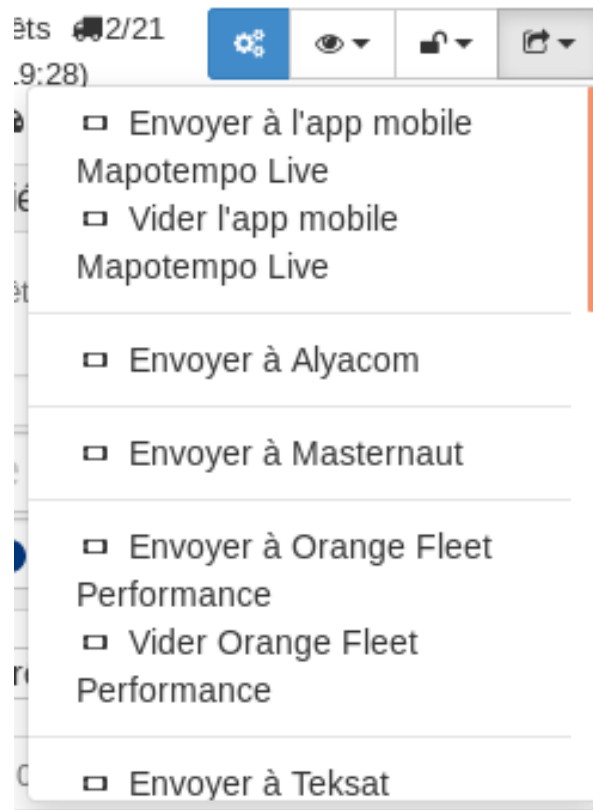 êts 2/21
9:28)
Envoyer à l'app mobile
Mapotempo Live
Vider l'app mobile
Mapotempo Live
Envoyer à Alyacom
Envoyer à Masternaut
Envoyer à Orange Fleet
Performance
Vider Orange Fleet
Performance
Envoyer à Teksat